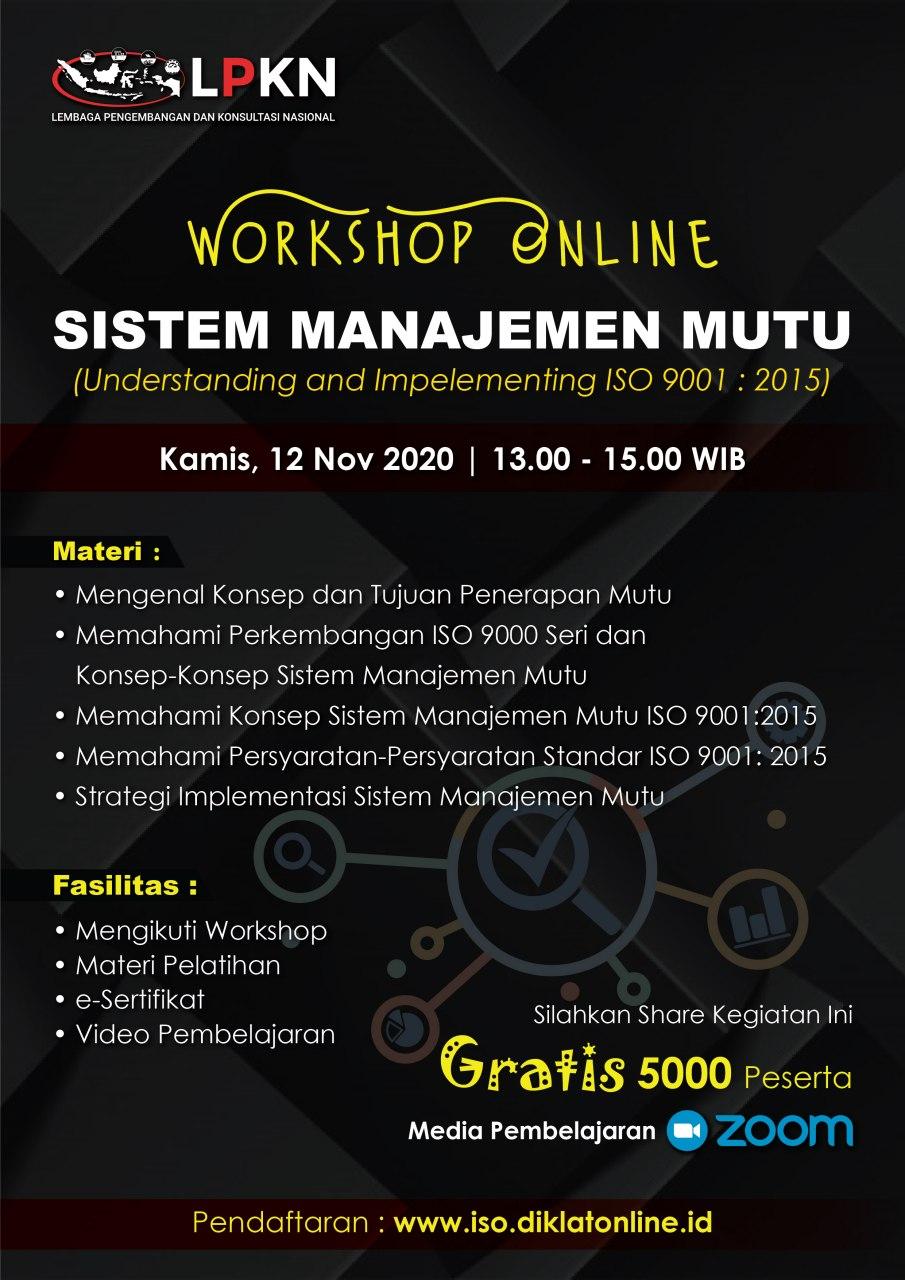 LPKN
LEMBAGA PENGEMBANGAN DAN KONSULTASI NASIONAL
WORKSHOP ONLINE
SISTEM MANAJEMEN MUTU
(Understanding and Impelementing ISO 9001 : 2015)
Kamis, 12 Nov 2020 | 13.00 - 15.00 WIB
Materi :
• Mengenal Konsep dan Tujuan Penerapan Mutu
• Memahami Perkembangan ISO 9000 Seri dan
Konsep-Konsep Sistem Manajemen Mutu
• Memahami Konsep Sistem Manajemen Mutu ISO 9001:2015
• Memahami Persyaratan-Persyaratan Standar ISO 9001: 2015
• Strategi Implementasi Sistem Manajemen Mutu
Fasilitas :
• Mengikuti Workshop
• Materi Pelatihan
• e-Sertifikat
• Video Pembelajaran
Silahkan Share Kegiatan Ini
Gratis 5000 Peserta
Media Pembelajaran zoom
Pendaftaran : www.iso.diklatonline.id